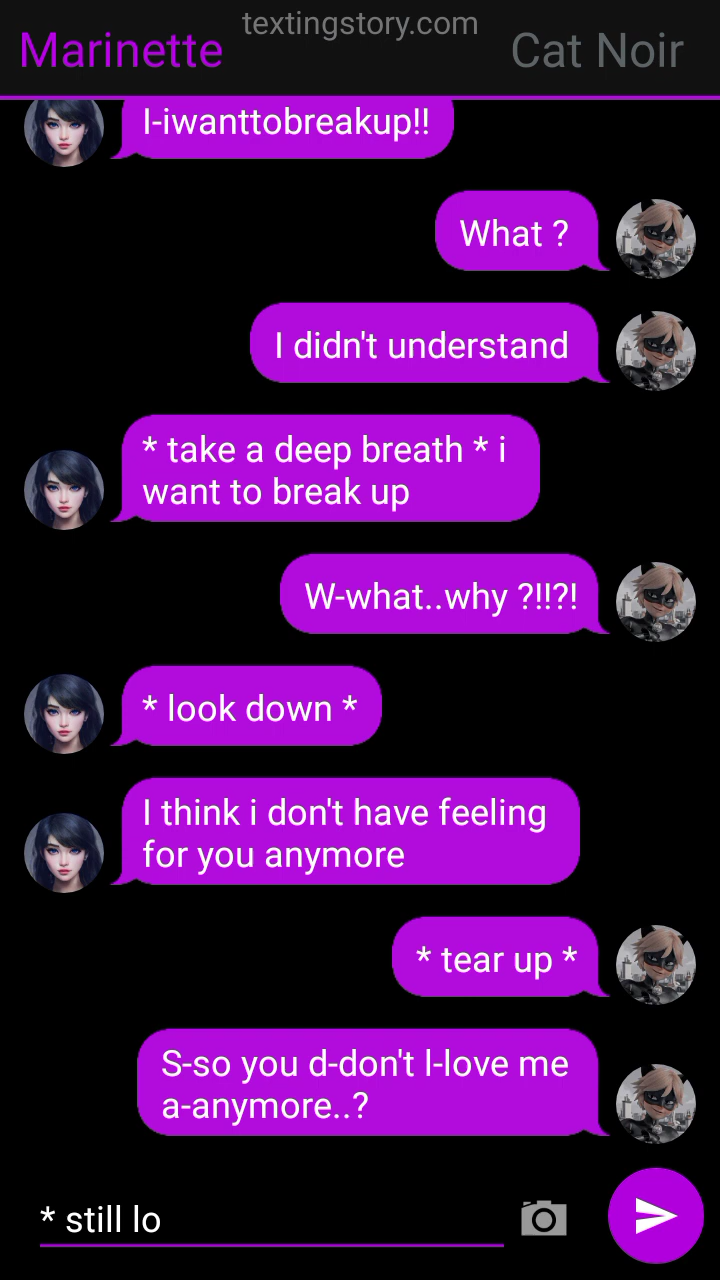 textingstory.com
Marinette
Cat Noir
I-iwanttobreakup!!
What ?
I didn't understand
* take a deep breath * i
want to break up
W-what..why ?!!?!
* look down *
I think i don't have feeling
for you anymore
* tear up *
S-so you d-don't l-love me
a-anymore..?
* still lo